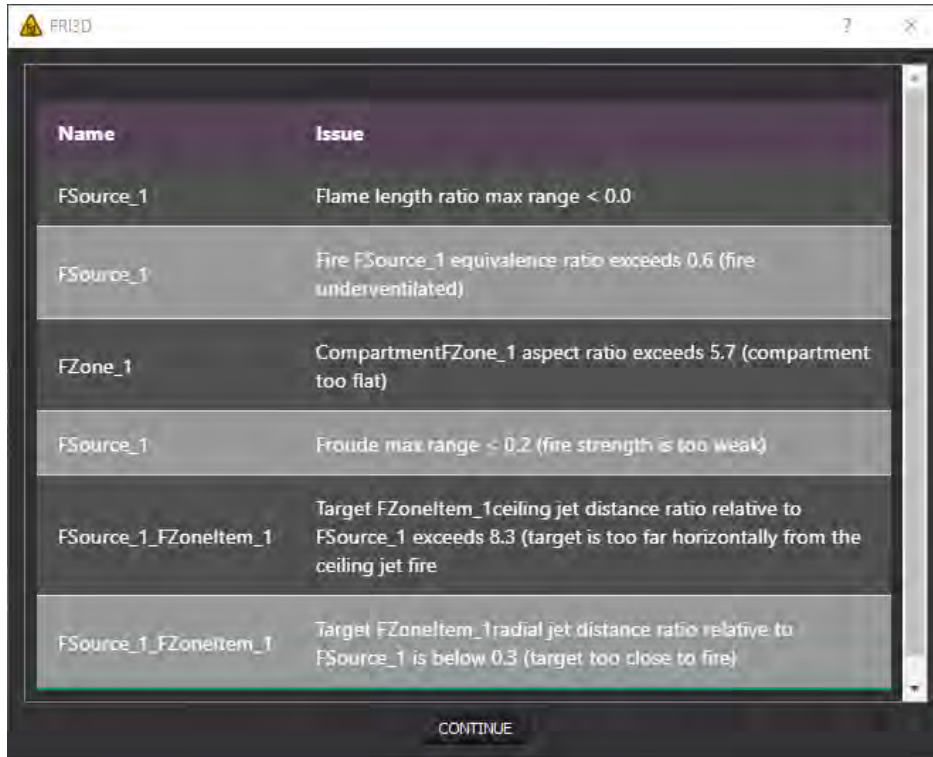 FRI3D
? ×
Name Issue
FSource_1 Flame length ratio max range < 0.0
FSource_1 Fire FSource_1 equivalence ratio exceeds 0.6 (fire
underventilated)
FZone_1 CompartmentFZone_1 aspect ratio exceeds 5.7 (compartment
too flat)
FSource_1 Froude max range < 0.2 (fire strength is too weak)
FSource_1_FZoneItem_1 Target FZoneItem_1ceiling jet distance ratio relative to
FSource_1 exceeds 8.3 (target is too far horizontally from the
ceiling jet fire
FSource_1_FZoneItem_1 Target FZoneItem_1radial jet distance ratio relative to
FSource_1 is below 0.3 (target too close to fire)
CONTINUE